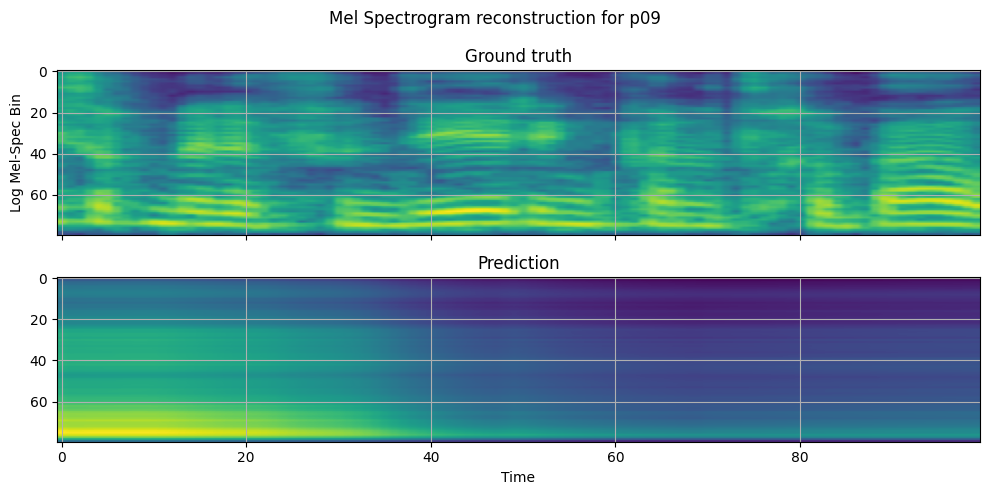 Mel Spectrogram reconstruction for p09
Ground truth
Log Mel-Spec Bin
0
20
40
60
Prediction
0
20
40
60
0 20 40 60 80
Time